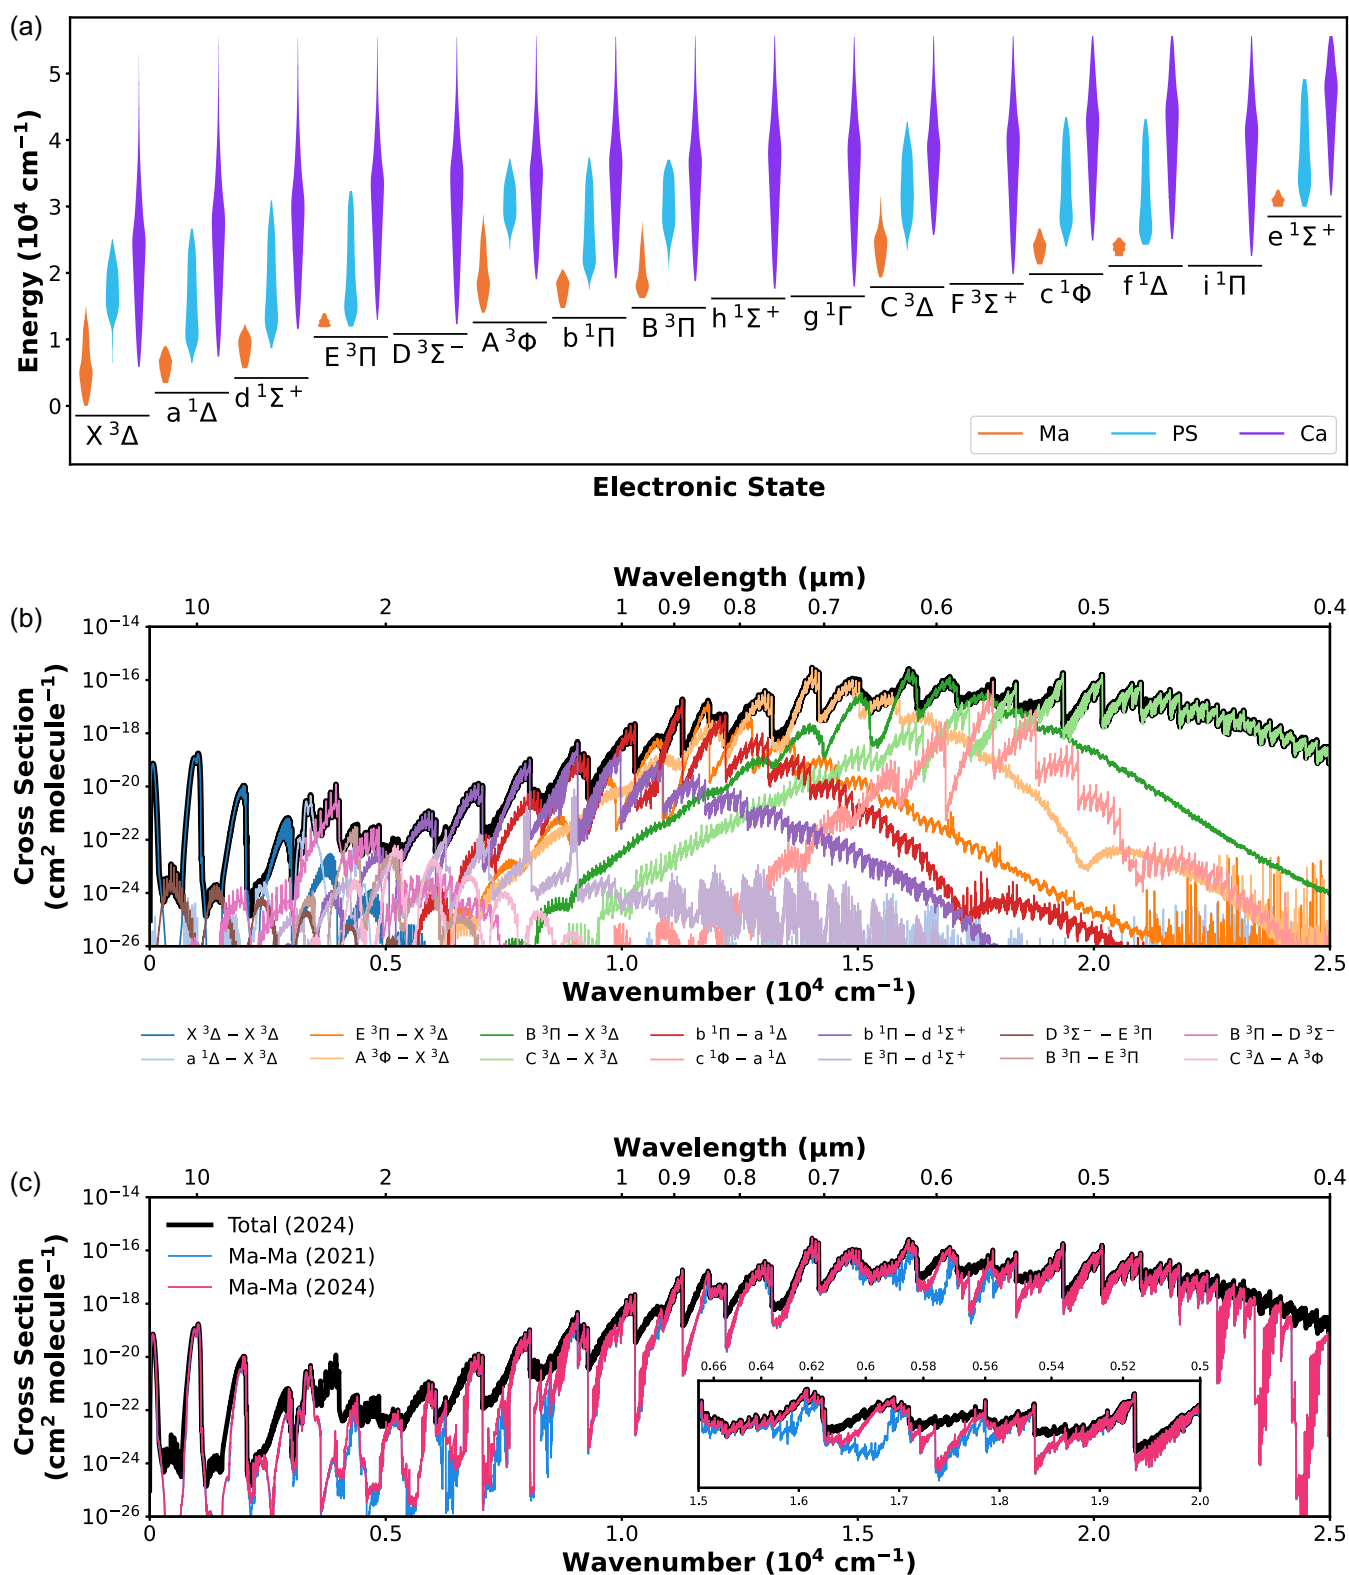 (a)
Energy (10⁴ cm⁻¹)
5
4
3
2
1
0
X ³Δ
a ¹Δ
d ¹Σ⁺
E ³Π
D ³Σ⁻
A ³Φ
b ¹Π
B ³Π
h ¹Σ⁺
g ¹Γ
C ³Δ
F ³Σ⁺
c ¹Φ
f ¹Δ
i ¹Π
e ¹Σ⁺
Ma PS Ca
Electronic State
(b)
Wavelength (μm)
10 2 1 0.9 0.8 0.7 0.6 0.5 0.4
Cross Section
(cm² molecule⁻¹)
10⁻¹⁴
10⁻¹⁶
10⁻¹⁸
10⁻²⁰
10⁻²²
10⁻²⁴
10⁻²⁶
0 0.5 1.0 1.5 2.0 2.5
Wavenumber (10⁴ cm⁻¹)
X ³Δ − X ³Δ E ³Π − X ³Δ B ³Π − X ³Δ b ¹Π − a ¹Δ b ¹Π − d ¹Σ⁺ D ³Σ⁻ − E ³Π B ³Π − D ³Σ⁻
a ¹Δ − X ³Δ A ³Φ − X ³Δ C ³Δ − X ³Δ c ¹Φ − a ¹Δ E ³Π − d ¹Σ⁺ B ³Π − E ³Π C ³Δ − A ³Φ
(c)
Wavelength (μm)
10 2 1 0.9 0.8 0.7 0.6 0.5 0.4
Cross Section
(cm² molecule⁻¹)
10⁻¹⁴
10⁻¹⁶
10⁻¹⁸
10⁻²⁰
10⁻²²
10⁻²⁴
10⁻²⁶
Total (2024)
Ma-Ma (2021)
Ma-Ma (2024)
0.66 0.64 0.62 0.6 0.58 0.56 0.54 0.52 0.5
1.5 1.6 1.7 1.8 1.9 2.0
0 0.5 1.0 1.5 2.0 2.5
Wavenumber (10⁴ cm⁻¹)